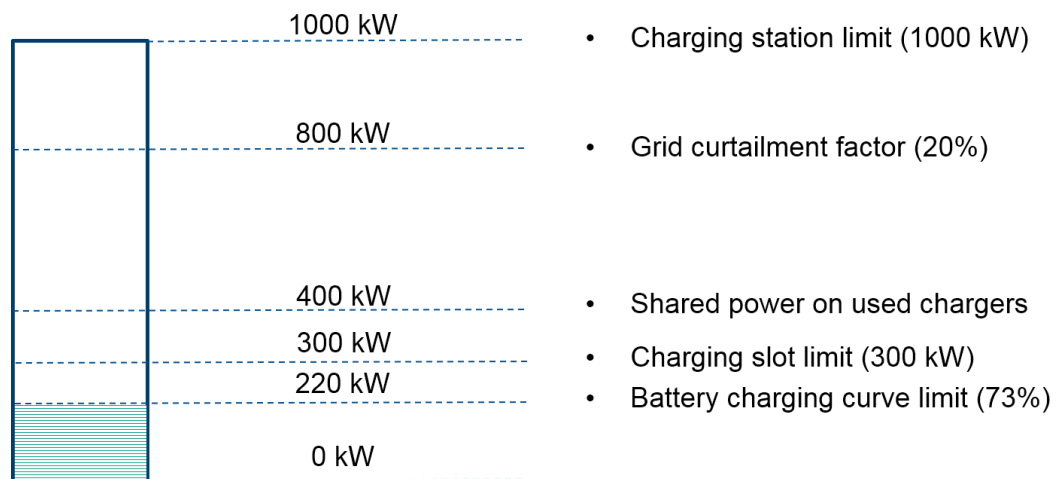 1000 kW
• Charging station limit (1000 kW)
800 kW
• Grid curtailment factor (20%)
400 kW
• Shared power on used chargers
300 kW
• Charging slot limit (300 kW)
220 kW
• Battery charging curve limit (73%)
0 kW